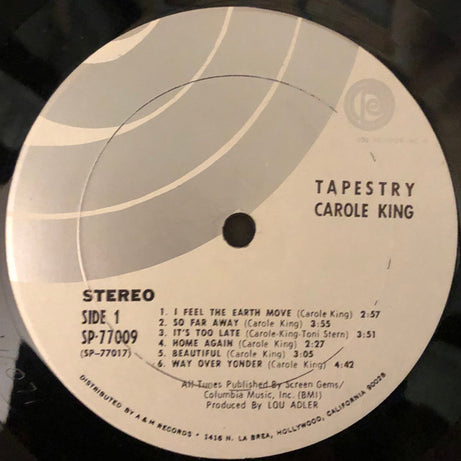 TAPESTRY
CAROLE KING
STEREO
SIDE 1
SP-77009
(SP-77017)
1. I FEEL THE EARTH MOVE (Carole King) 2:57
2. SO FAR AWAY (Carole King) 3:55
3. IT'S TOO LATE (Carole-King-Toni Stern) 3:51
4. HOME AGAIN (Carole King) 2:27
5. BEAUTIFUL (Carole King) 3:05
6. WAY OVER YONDER (Carole King) 4:42
All Tunes Published By Screen Gems/
Columbia Music, Inc. (BMI)
Produced By LOU ADLER
DISTRIBUTED BY A & M RECORDS • 1416 N. LA BREA, HOLLYWOOD, CALIFORNIA 90028